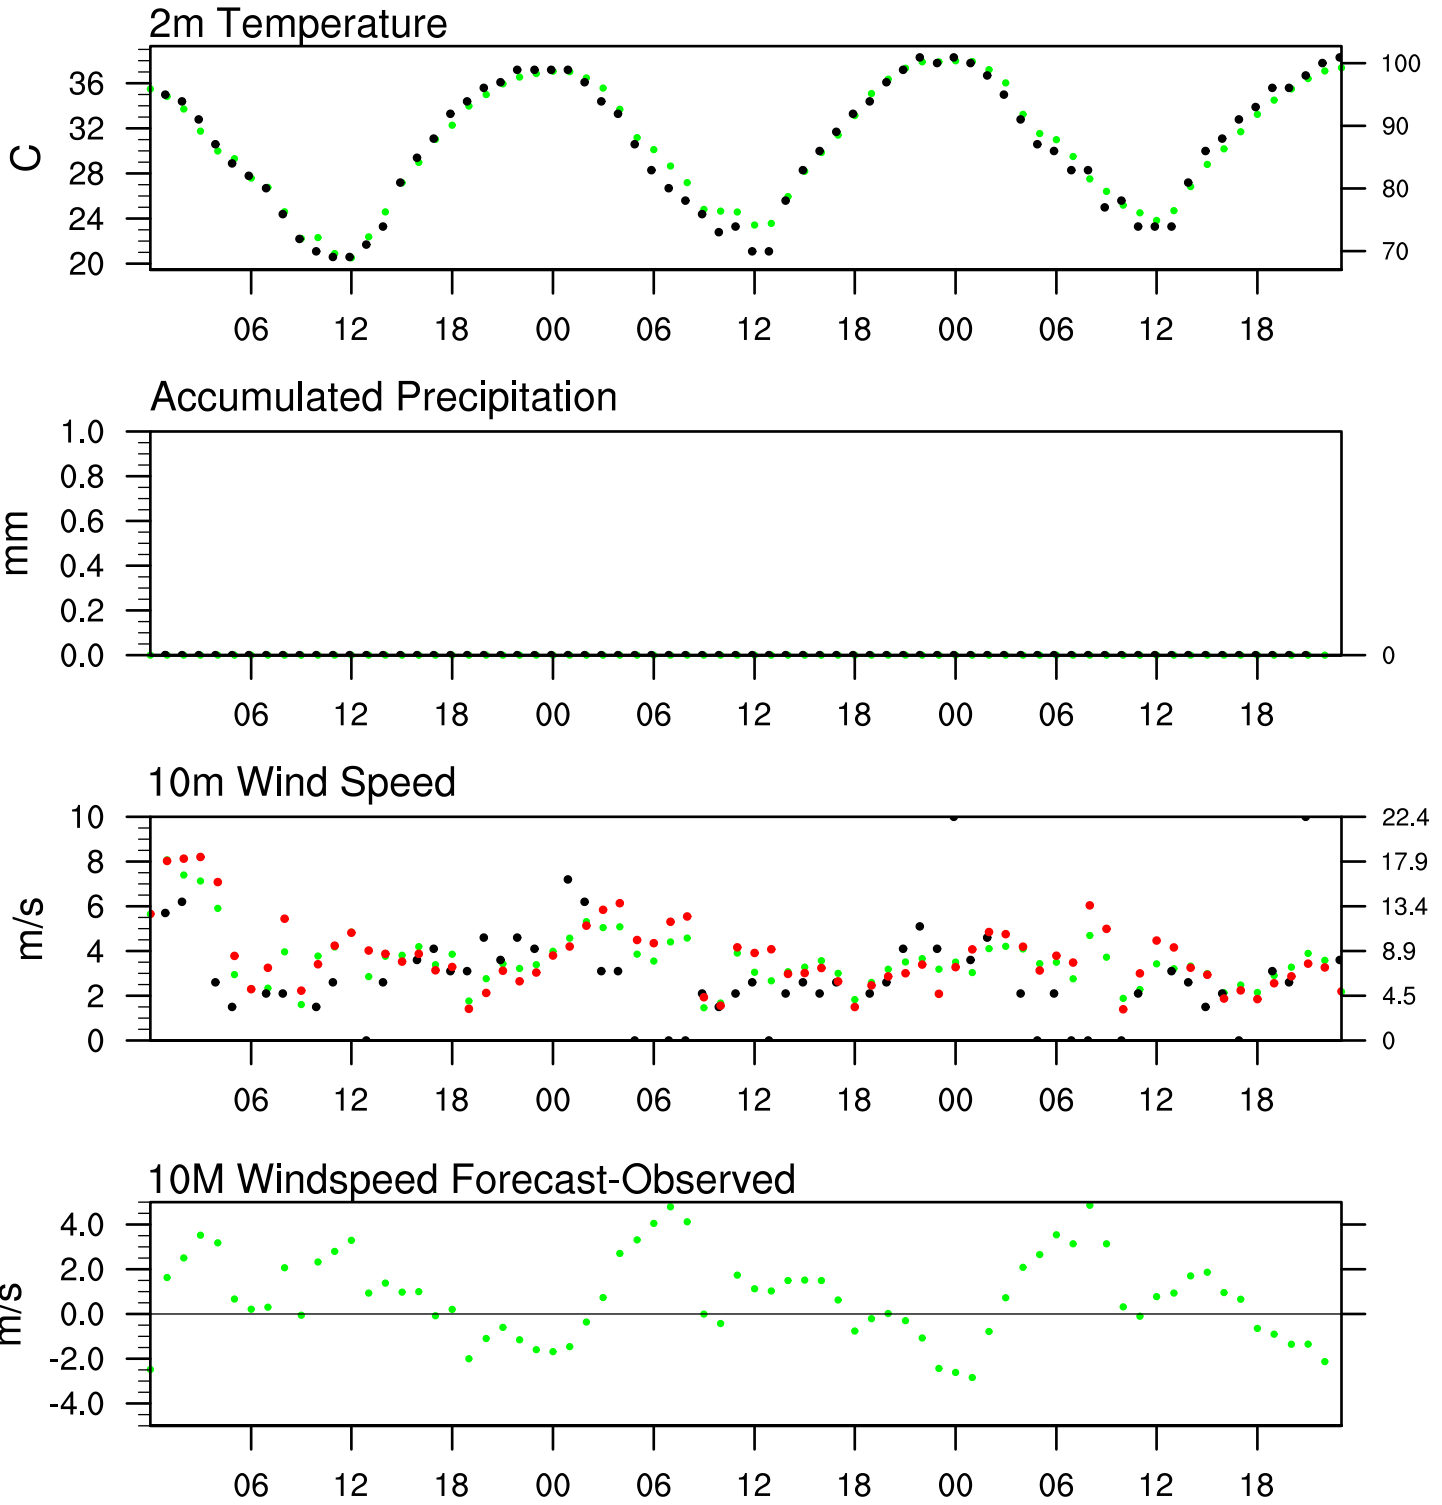 2m Temperature
C
36
32
28
24
20
100
90
80
70
06 12 18 00 06 12 18 00 06 12 18
Accumulated Precipitation
mm
1.0
0.8
0.6
0.4
0.2
0.0
0
06 12 18 00 06 12 18 00 06 12 18
10m Wind Speed
m/s
10
8
6
4
2
0
22.4
17.9
13.4
8.9
4.5
0
06 12 18 00 06 12 18 00 06 12 18
10M Windspeed Forecast-Observed
m/s
4.0
2.0
0.0
-2.0
-4.0
06 12 18 00 06 12 18 00 06 12 18